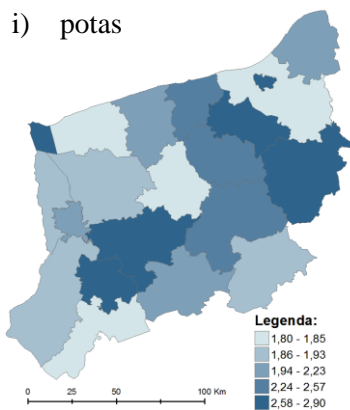 i) potas
Legenda:
1,80 - 1,85
1,86 - 1,93
1,94 - 2,23
2,24 - 2,57
2,58 - 2,90
0 25 50 100 Km